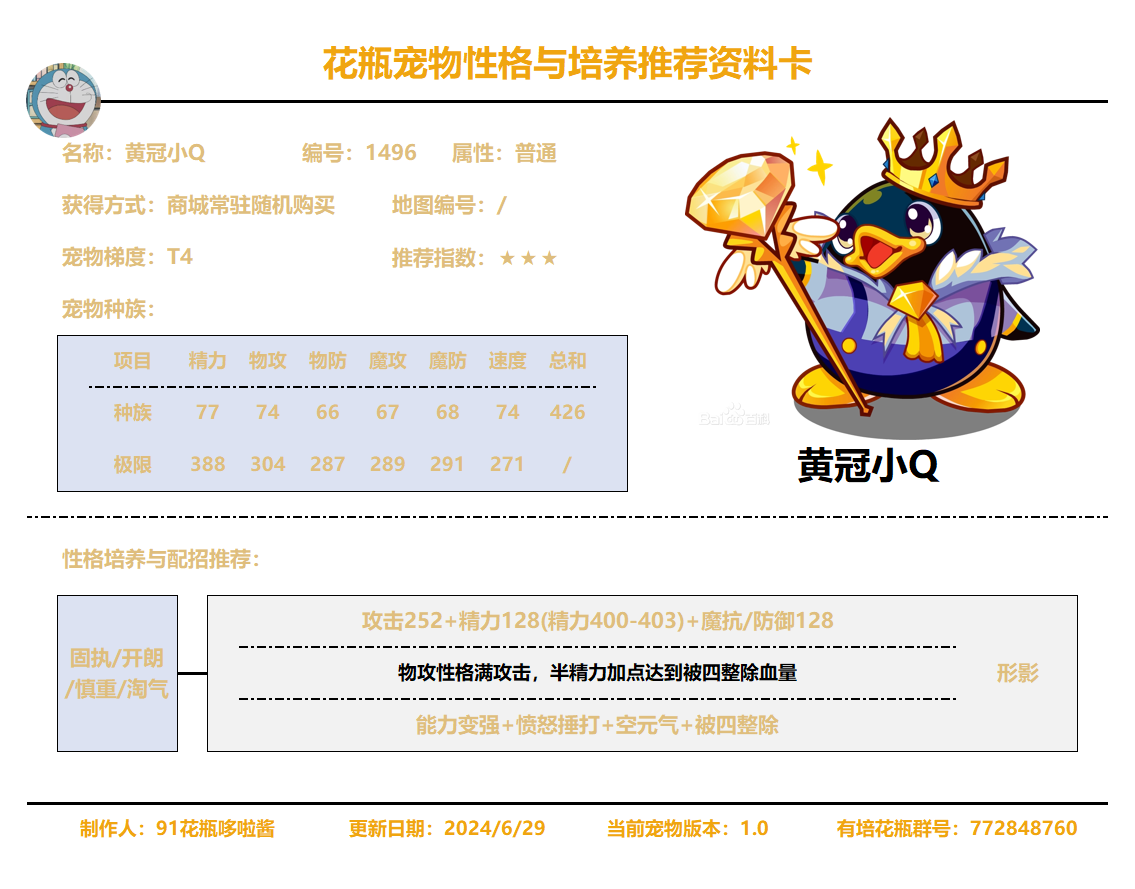 花瓶宠物性格与培养推荐资料卡
名称：黄冠小Q 编号：1496 属性：普通
获得方式：商城常驻随机购买 地图编号：/
宠物梯度：T4 推荐指数：★★★
宠物种族：
项目 精力 物攻 物防 魔攻 魔防 速度 总和
种族 77 74 66 67 68 74 426
极限 388 304 287 289 291 271 /
Bai百科
黄冠小Q
性格培养与配招推荐：
固执/开朗
/慎重/淘气
攻击252+精力128(精力400-403)+魔抗/防御128
物攻性格满攻击，半精力加点达到被四整除血量
形影
能力变强+愤怒捶打+空元气+被四整除
制作人：91花瓶哆啦酱 更新日期：2024/6/29 当前宠物版本：1.0 有培花瓶群号：772848760